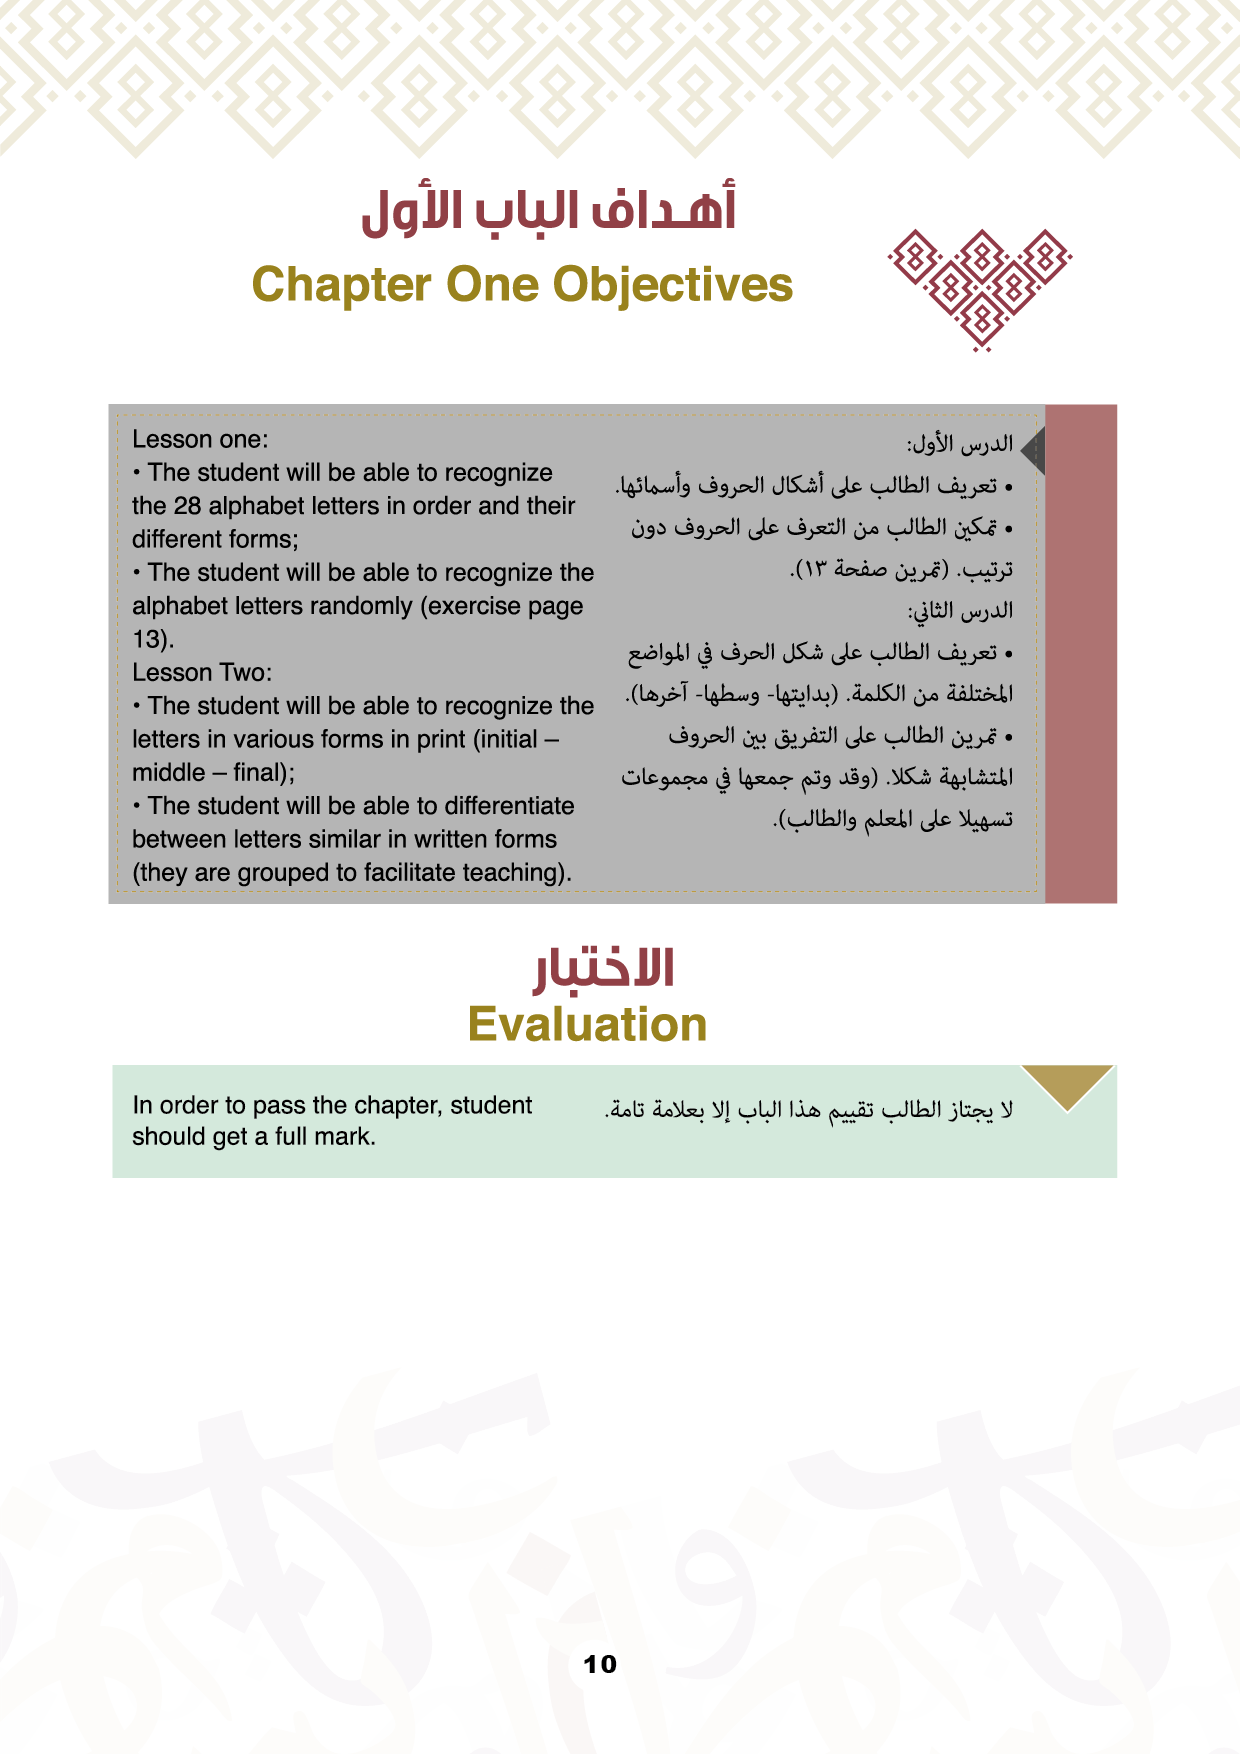 أهداف الباب الأول
Chapter One Objectives
Lesson one:
• The student will be able to recognize
the 28 alphabet letters in order and their
different forms;
• The student will be able to recognize the
alphabet letters randomly (exercise page
13).
Lesson Two:
• The student will be able to recognize the
letters in various forms in print (initial –
middle – final);
• The student will be able to differentiate
between letters similar in written forms
(they are grouped to facilitate teaching).
الدرس الأول:
• تعريف الطالب على أشكال الحروف وأسمائها.
• تمكين الطالب من التعرف على الحروف دون
ترتيب. (تمرين صفحة ١٣).
الدرس الثاني:
• تعريف الطالب على شكل الحرف في المواضع
المختلفة من الكلمة. (بدايتها- وسطها- آخرها).
• تمرين الطالب على التفريق بين الحروف
المتشابهة شكلا. (وقد وتم جمعها في مجموعات
تسهيلا على المعلم والطالب).
الاختبار
Evaluation
In order to pass the chapter, student
should get a full mark.
لا يجتاز الطالب تقييم هذا الباب إلا بعلامة تامة.
10